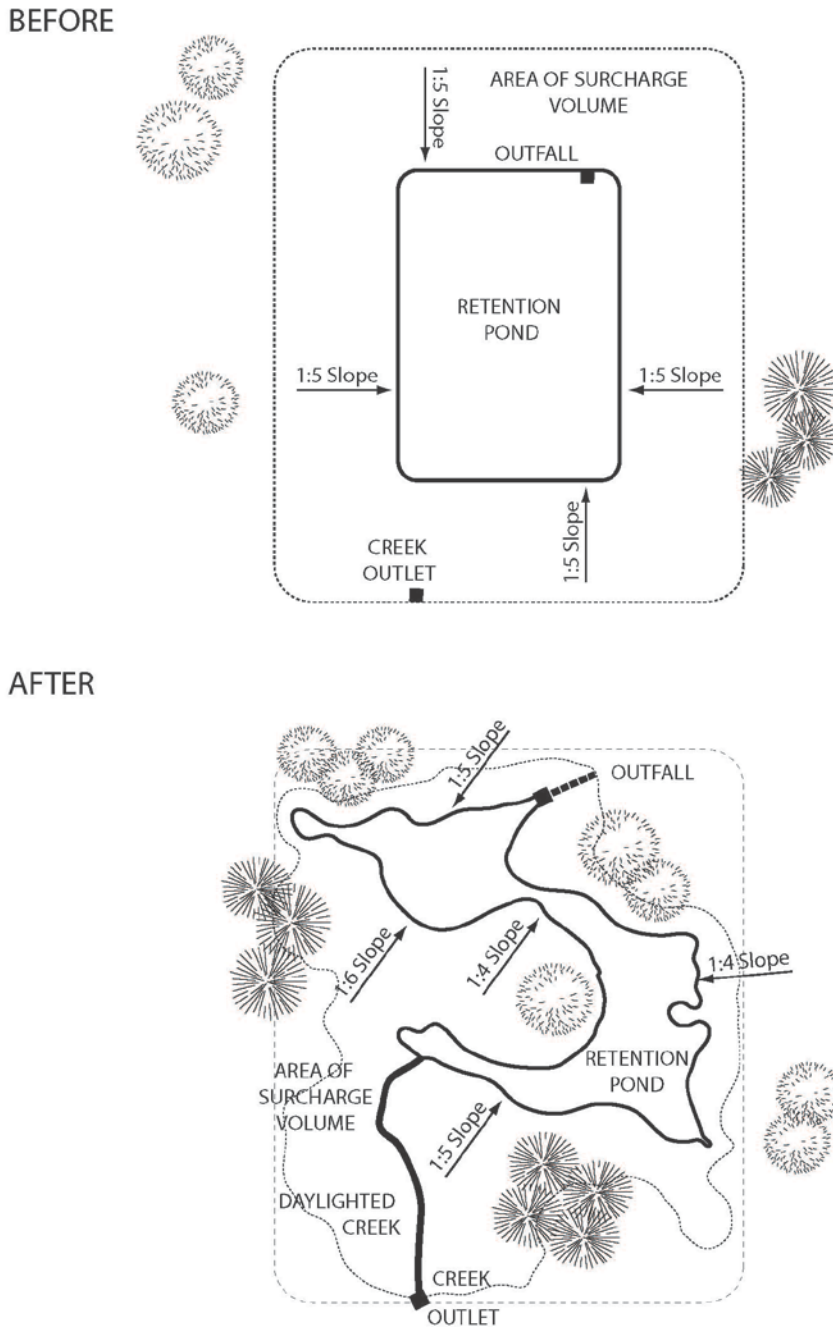 BEFORE
1:5 Slope
AREA OF SURCHARGE
VOLUME
OUTFALL
RETENTION
POND
1:5 Slope
1:5 Slope
CREEK
OUTLET
1:5 Slope
AFTER
1:5 Slope
OUTFALL
1:6 Slope
1:4 Slope
1:4 Slope
RETENTION
POND
AREA OF
SURCHARGE
VOLUME
1:5 Slope
DAYLIGHTED
CREEK
CREEK
OUTLET